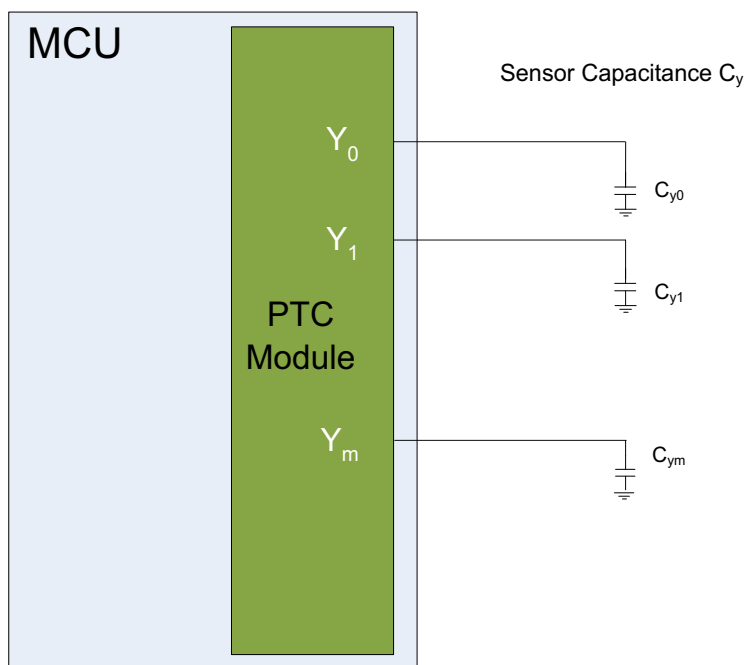 MCU
Sensor Capacitance Cy
Y0
Cy0
Y1
Cy1
PTC
Module
Ym
Cym